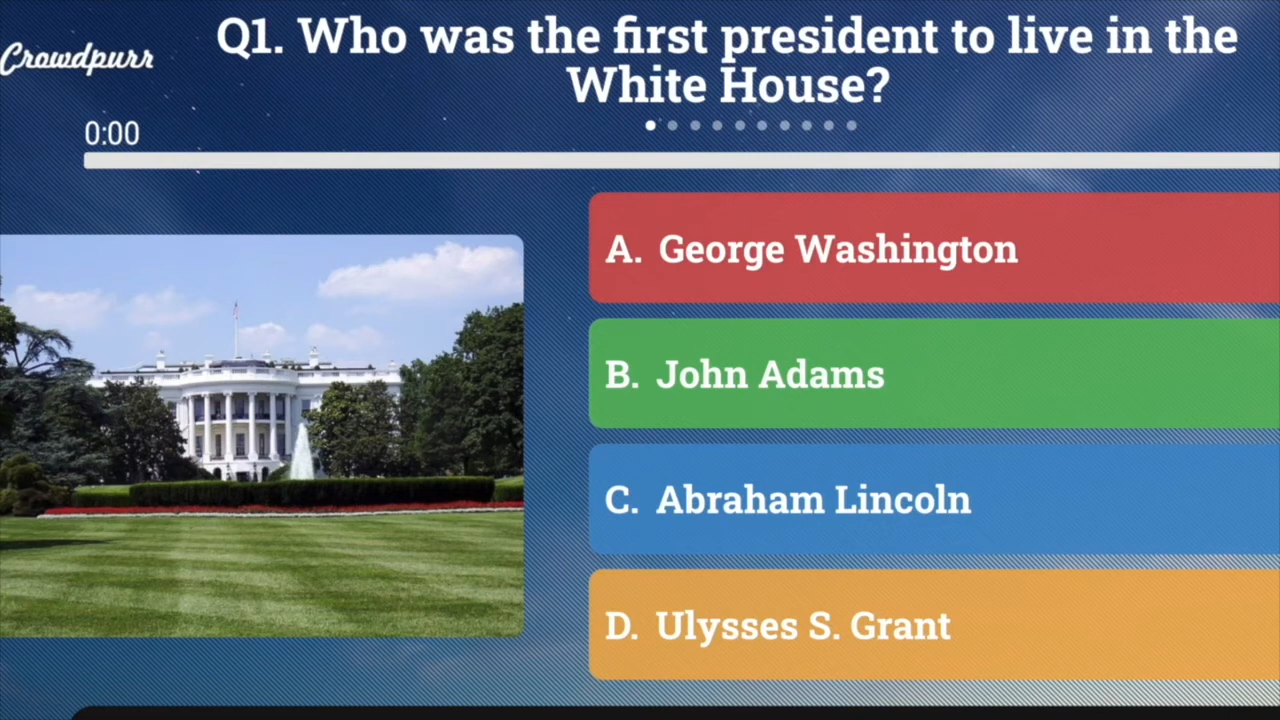 Crowdpurr
Q1. Who was the first president to live in the
White House?
0:00
A. George Washington
B. John Adams
C. Abraham Lincoln
D. Ulysses S. Grant